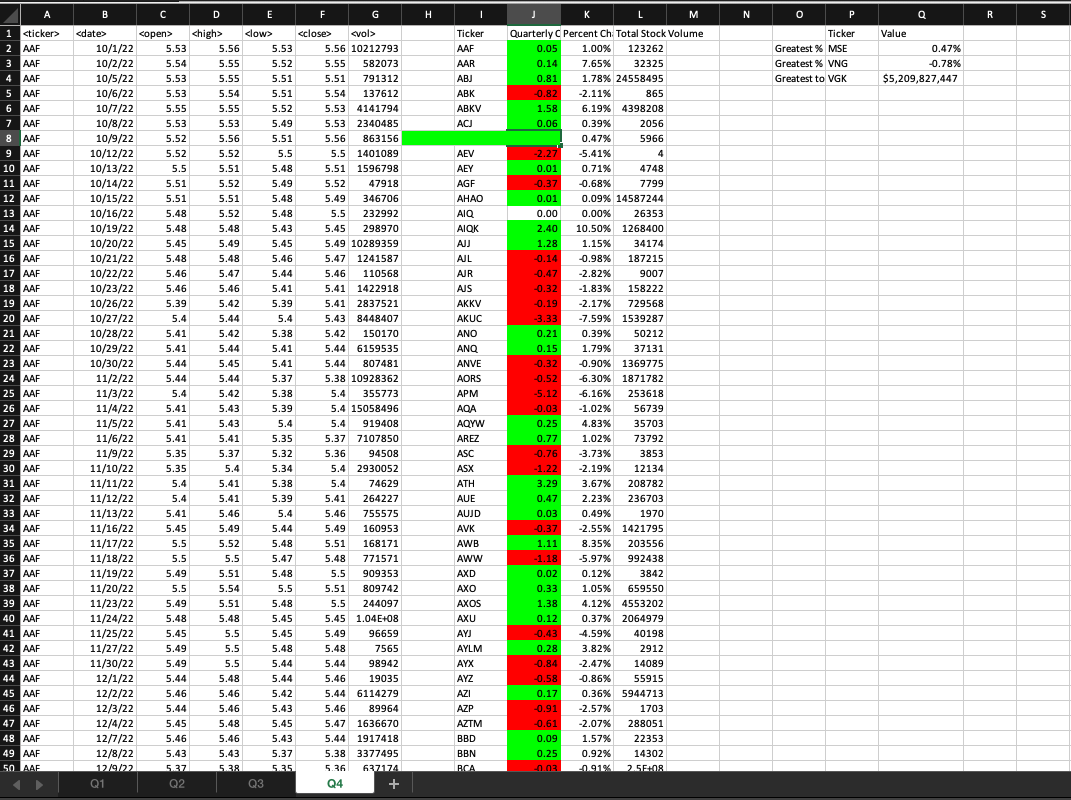 A B C D E F G H I J K L M N O P Q R S
1 <ticker> <date> <open> <high> <low> <close> <vol> Ticker Quarterly C Percent Ch Total Stock Volume Ticker Value
2 AAF 10/1/22 5.53 5.56 5.53 5.56 10212793 AAF 0.05 1.00% 123262 Greatest % MSE 0.47%
3 AAF 10/2/22 5.54 5.55 5.52 5.55 582073 AAR 0.14 7.65% 32325 Greatest % VNG -0.78%
4 AAF 10/5/22 5.53 5.55 5.51 5.51 791312 ABJ 0.81 1.78% 24558495 Greatest to VGK $5,209,827,447
5 AAF 10/6/22 5.53 5.54 5.51 5.54 137612 ABK -0.82 -2.11% 865
6 AAF 10/7/22 5.55 5.55 5.52 5.53 4141794 ABKV 1.58 6.19% 4398208
7 AAF 10/8/22 5.53 5.53 5.49 5.53 2340485 ACJ 0.06 0.39% 2056
8 AAF 10/9/22 5.52 5.56 5.51 5.56 863156 0.47% 5966
9 AAF 10/12/22 5.52 5.52 5.5 5.5 1401089 AEV -2.27 -5.41% 4
10 AAF 10/13/22 5.5 5.51 5.48 5.51 1596798 AEY 0.01 0.71% 4748
11 AAF 10/14/22 5.51 5.52 5.49 5.52 47918 AGF -0.37 -0.68% 7799
12 AAF 10/15/22 5.51 5.51 5.48 5.49 346706 AHAO 0.01 0.09% 14587244
13 AAF 10/16/22 5.48 5.52 5.48 5.5 232992 AIQ 0.00 0.00% 26353
14 AAF 10/19/22 5.48 5.48 5.43 5.45 298970 AIQK 2.40 10.50% 1268400
15 AAF 10/20/22 5.45 5.49 5.45 5.49 10289359 AJJ 1.28 1.15% 34174
16 AAF 10/21/22 5.48 5.48 5.46 5.47 1241587 AJL -0.14 -0.98% 187215
17 AAF 10/22/22 5.46 5.47 5.44 5.46 110568 AJR -0.47 -2.82% 9007
18 AAF 10/23/22 5.46 5.46 5.41 5.41 1422918 AJS -0.32 -1.83% 158222
19 AAF 10/26/22 5.39 5.42 5.39 5.41 2837521 AKKV -0.19 -2.17% 729568
20 AAF 10/27/22 5.4 5.44 5.4 5.43 8448407 AKUC -3.33 -7.59% 1539287
21 AAF 10/28/22 5.41 5.42 5.38 5.42 150170 ANO 0.21 0.39% 50212
22 AAF 10/29/22 5.41 5.44 5.41 5.44 6159535 ANQ 0.15 1.79% 37131
23 AAF 10/30/22 5.44 5.45 5.41 5.44 807481 ANVE -0.32 -0.90% 1369775
24 AAF 11/2/22 5.44 5.44 5.37 5.38 10928362 AORS -0.52 -6.30% 1871782
25 AAF 11/3/22 5.4 5.42 5.38 5.4 355773 APM -5.12 -6.16% 253618
26 AAF 11/4/22 5.41 5.43 5.39 5.4 15058496 AQA -0.03 -1.02% 56739
27 AAF 11/5/22 5.41 5.43 5.4 5.4 919408 AQYW 0.25 4.83% 35703
28 AAF 11/6/22 5.41 5.41 5.35 5.37 7107850 AREZ 0.77 1.02% 73792
29 AAF 11/9/22 5.35 5.37 5.32 5.36 94508 ASC -0.76 -3.73% 3853
30 AAF 11/10/22 5.35 5.4 5.34 5.4 2930052 ASX -1.22 -2.19% 12134
31 AAF 11/11/22 5.4 5.41 5.38 5.4 74629 ATH 3.29 3.67% 208782
32 AAF 11/12/22 5.4 5.41 5.39 5.41 264227 AUE 0.47 2.23% 236703
33 AAF 11/13/22 5.41 5.46 5.4 5.46 755575 AUJD 0.03 0.49% 1970
34 AAF 11/16/22 5.45 5.49 5.44 5.49 160953 AVK -0.37 -2.55% 1421795
35 AAF 11/17/22 5.5 5.52 5.48 5.51 168171 AWB 1.11 8.35% 203556
36 AAF 11/18/22 5.5 5.5 5.47 5.48 771571 AWW -1.18 -5.97% 992438
37 AAF 11/19/22 5.49 5.51 5.48 5.5 909353 AXD 0.02 0.12% 3842
38 AAF 11/20/22 5.5 5.54 5.5 5.51 809742 AXO 0.33 1.05% 659550
39 AAF 11/23/22 5.49 5.51 5.48 5.5 244097 AXOS 1.38 4.12% 4553202
40 AAF 11/24/22 5.48 5.48 5.45 5.45 1.04E+08 AXU 0.12 0.37% 2064979
41 AAF 11/25/22 5.45 5.5 5.45 5.49 96659 AYJ -0.43 -4.59% 40198
42 AAF 11/27/22 5.49 5.5 5.48 5.48 7565 AYLM 0.28 3.82% 2912
43 AAF 11/30/22 5.49 5.5 5.44 5.44 98942 AYX -0.84 -2.47% 14089
44 AAF 12/1/22 5.44 5.48 5.44 5.46 19035 AYZ -0.58 -0.86% 55915
45 AAF 12/2/22 5.46 5.46 5.42 5.44 6114279 AZI 0.17 0.36% 5944713
46 AAF 12/3/22 5.44 5.46 5.43 5.46 89964 AZP -0.91 -2.57% 1703
47 AAF 12/4/22 5.45 5.48 5.45 5.47 1636670 AZTM -0.61 -2.07% 288051
48 AAF 12/7/22 5.46 5.46 5.43 5.44 1917418 BBD 0.09 1.57% 22353
49 AAF 12/8/22 5.43 5.43 5.37 5.38 3377495 BBN 0.25 0.92% 14302
50 AAF 12/9/22 5.37 5.38 5.35 5.36 637174 BCA -0.03 -0.91% 2.5E+08
Q1 Q2 Q3 Q4 +